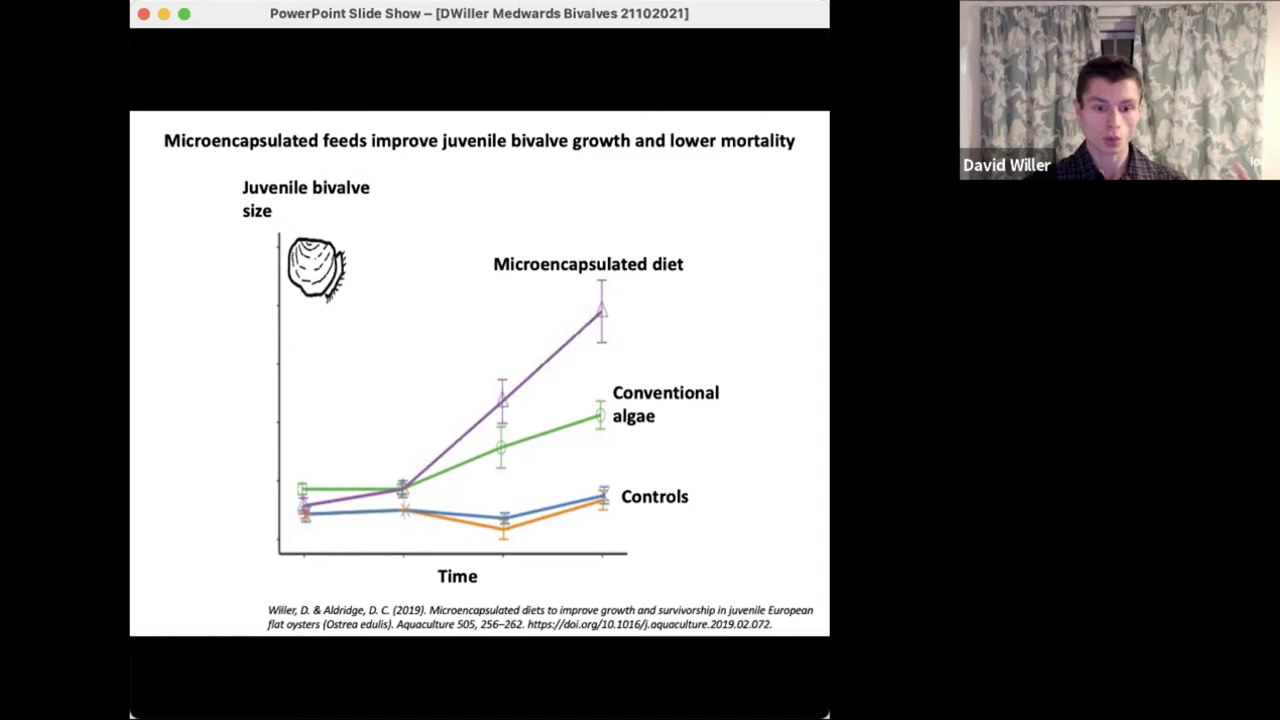 PowerPoint Slide Show – [DWiller Medwards Bivalves 21102021]
Microencapsulated feeds improve juvenile bivalve growth and lower mortality
Juvenile bivalve
size
Microencapsulated diet
Conventional
algae
Controls
Time
Willer, D. & Aldridge, D. C. (2019). Microencapsulated diets to improve growth and survivorship in juvenile European
flat oysters (Ostrea edulis). Aquaculture 505, 256–262. https://doi.org/10.1016/j.aquaculture.2019.02.072.
David Willer